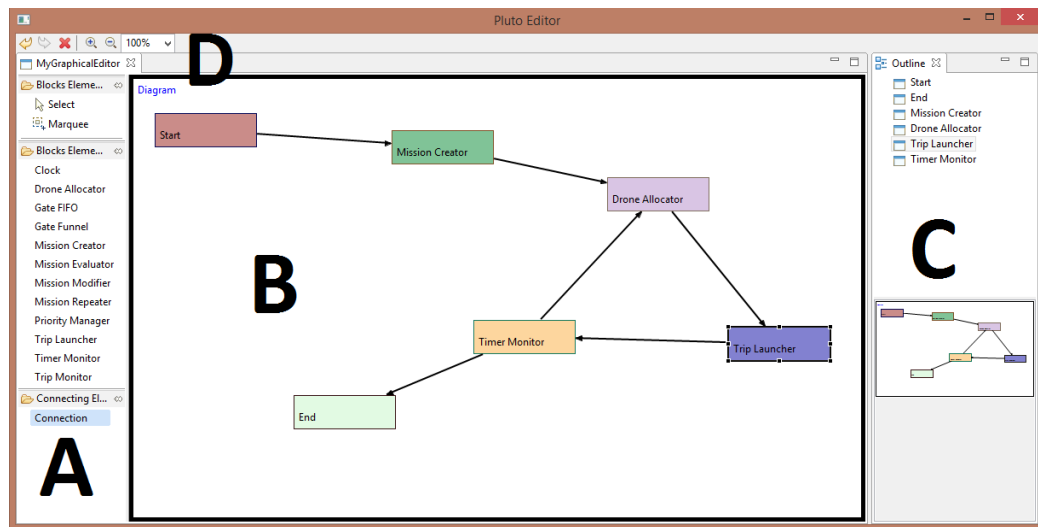 Pluto Editor
100%
D
MyGraphicalEditor
Blocks Eleme...
Select
Marquee
Blocks Eleme...
Clock
Drone Allocator
Gate FIFO
Gate Funnel
Mission Creator
Mission Evaluator
Mission Modifier
Mission Repeater
Priority Manager
Trip Launcher
Timer Monitor
Trip Monitor
Connecting El...
Connection
A
Diagram
Start
Mission Creator
Drone Allocator
B
Timer Monitor
Trip Launcher
End
Outline
Start
End
Mission Creator
Drone Allocator
Trip Launcher
Timer Monitor
C